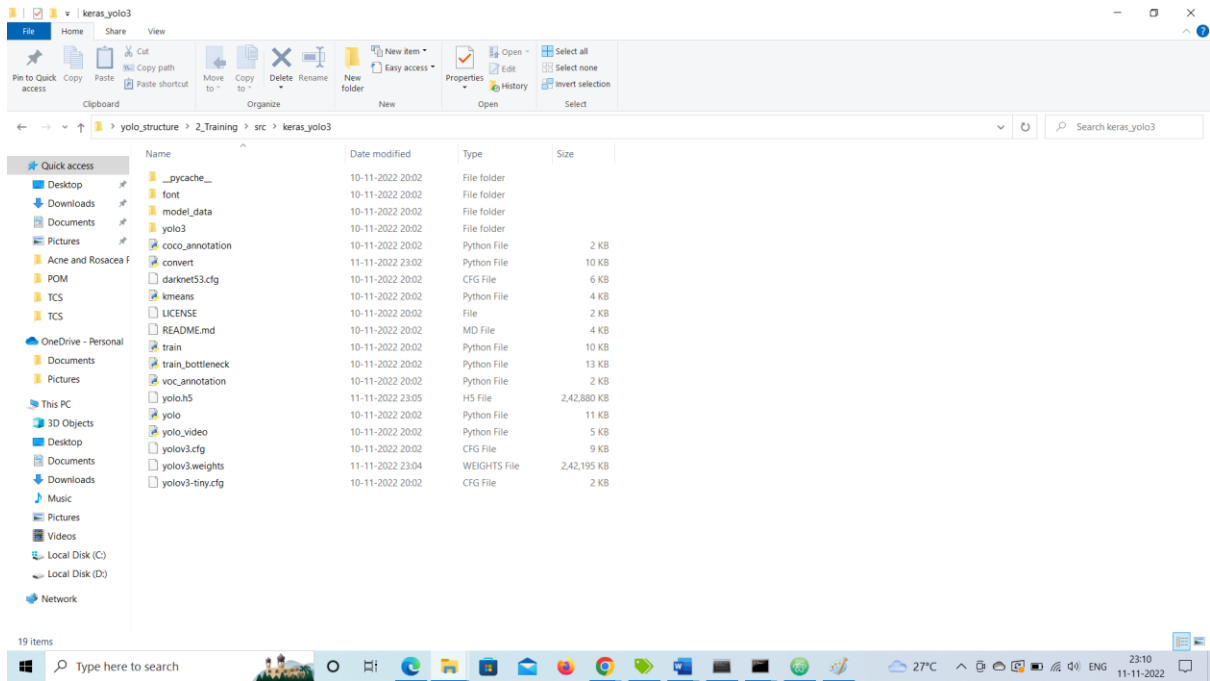 keras_yolo3
File Home Share View
Pin to Quick access
Copy
Paste
Cut
Copy path
Paste shortcut
Clipboard
Move to
Copy to
Delete
Rename
Organize
New folder
New item
Easy access
New
Properties
Open
Edit
History
Open
Select all
Select none
Invert selection
Select
> yolo_structure > 2_Training > src > keras_yolo3
Search keras_yolo3
Quick access
Desktop
Downloads
Documents
Pictures
Acne and Rosacea
POM
TCS
TCS
OneDrive - Personal
Documents
Pictures
This PC
3D Objects
Desktop
Documents
Downloads
Music
Pictures
Videos
Local Disk (C:)
Local Disk (D:)
Network
Name Date modified Type Size
__pycache__ 10-11-2022 20:02 File folder
font 10-11-2022 20:02 File folder
model_data 10-11-2022 20:02 File folder
yolo3 10-11-2022 20:02 File folder
coco_annotation 10-11-2022 20:02 Python File 2 KB
convert 11-11-2022 23:02 Python File 10 KB
darknet53.cfg 10-11-2022 20:02 CFG File 6 KB
kmeans 10-11-2022 20:02 Python File 4 KB
LICENSE 10-11-2022 20:02 File 2 KB
README.md 10-11-2022 20:02 MD File 4 KB
train 10-11-2022 20:02 Python File 10 KB
train_bottleneck 10-11-2022 20:02 Python File 13 KB
voc_annotation 10-11-2022 20:02 Python File 2 KB
yolo.h5 11-11-2022 23:05 H5 File 2,42,880 KB
yolo 10-11-2022 20:02 Python File 11 KB
yolo_video 10-11-2022 20:02 Python File 5 KB
yolov3.cfg 10-11-2022 20:02 CFG File 9 KB
yolov3.weights 11-11-2022 23:04 WEIGHTS File 2,42,195 KB
yolov3-tiny.cfg 10-11-2022 20:02 CFG File 2 KB
19 items
Type here to search
27°C
ENG
23:10
11-11-2022